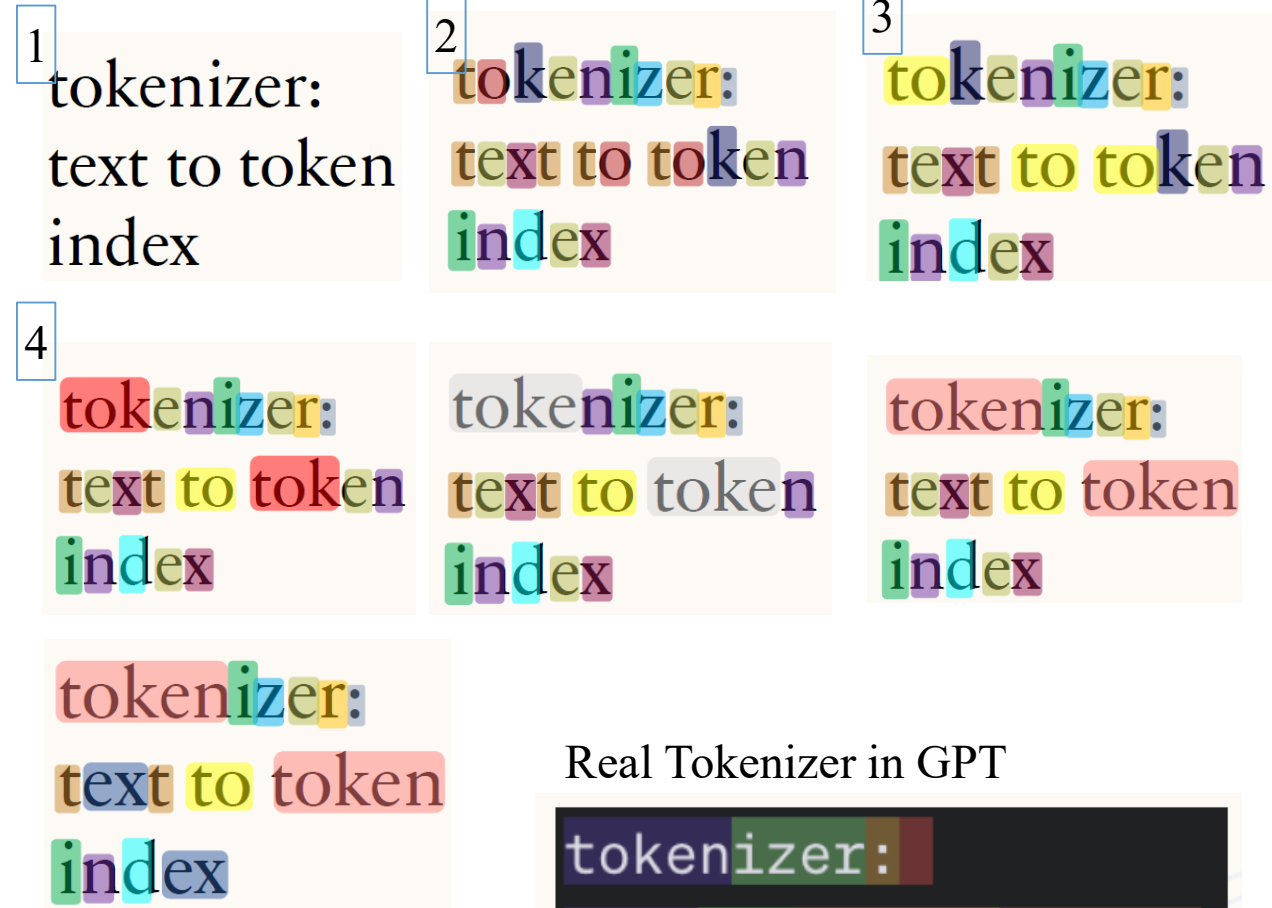 1
tokenizer:
text to token
index
2
tokenizer:
text to token
index
3
tokenizer:
text to token
index
4
tokenizer:
text to token
index
tokenizer:
text to token
index
tokenizer:
text to token
index
tokenizer:
text to token
index
Real Tokenizer in GPT
tokenizer: